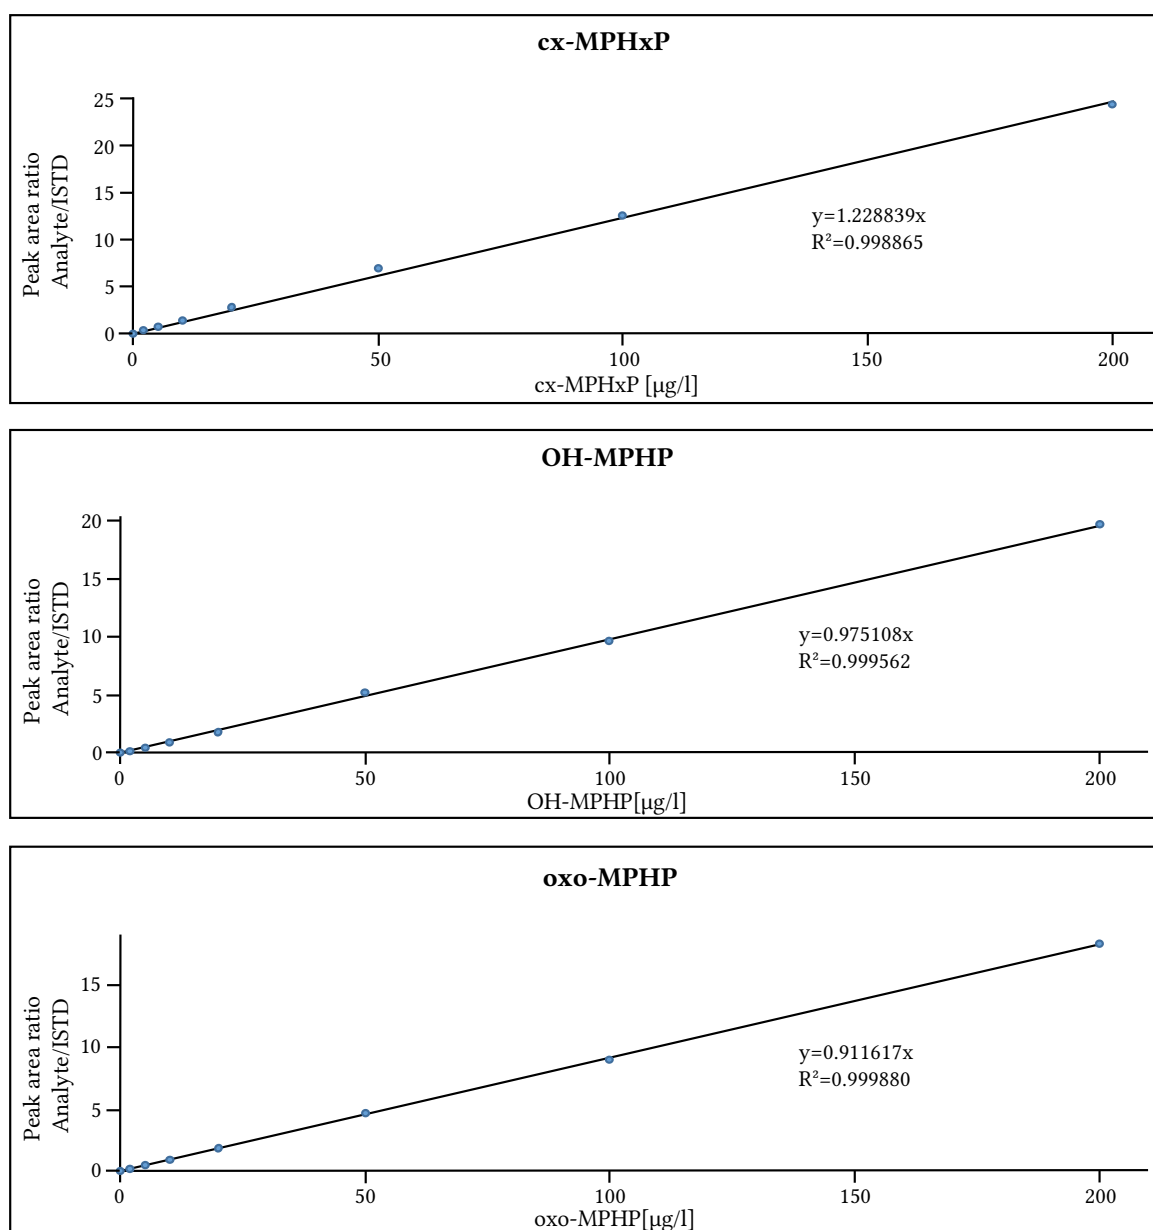 cx-MPHxP
Peak area ratio
Analyte/ISTD
25
20
15
10
5
0
y=1.228839x
R²=0.998865
0 50 100 150 200
cx-MPHxP [µg/l]
OH-MPHP
Peak area ratio
Analyte/ISTD
20
15
10
5
0
y=0.975108x
R²=0.999562
0 50 100 150 200
OH-MPHP[µg/l]
oxo-MPHP
Peak area ratio
Analyte/ISTD
15
10
5
0
y=0.911617x
R²=0.999880
0 50 100 150 200
oxo-MPHP[µg/l]